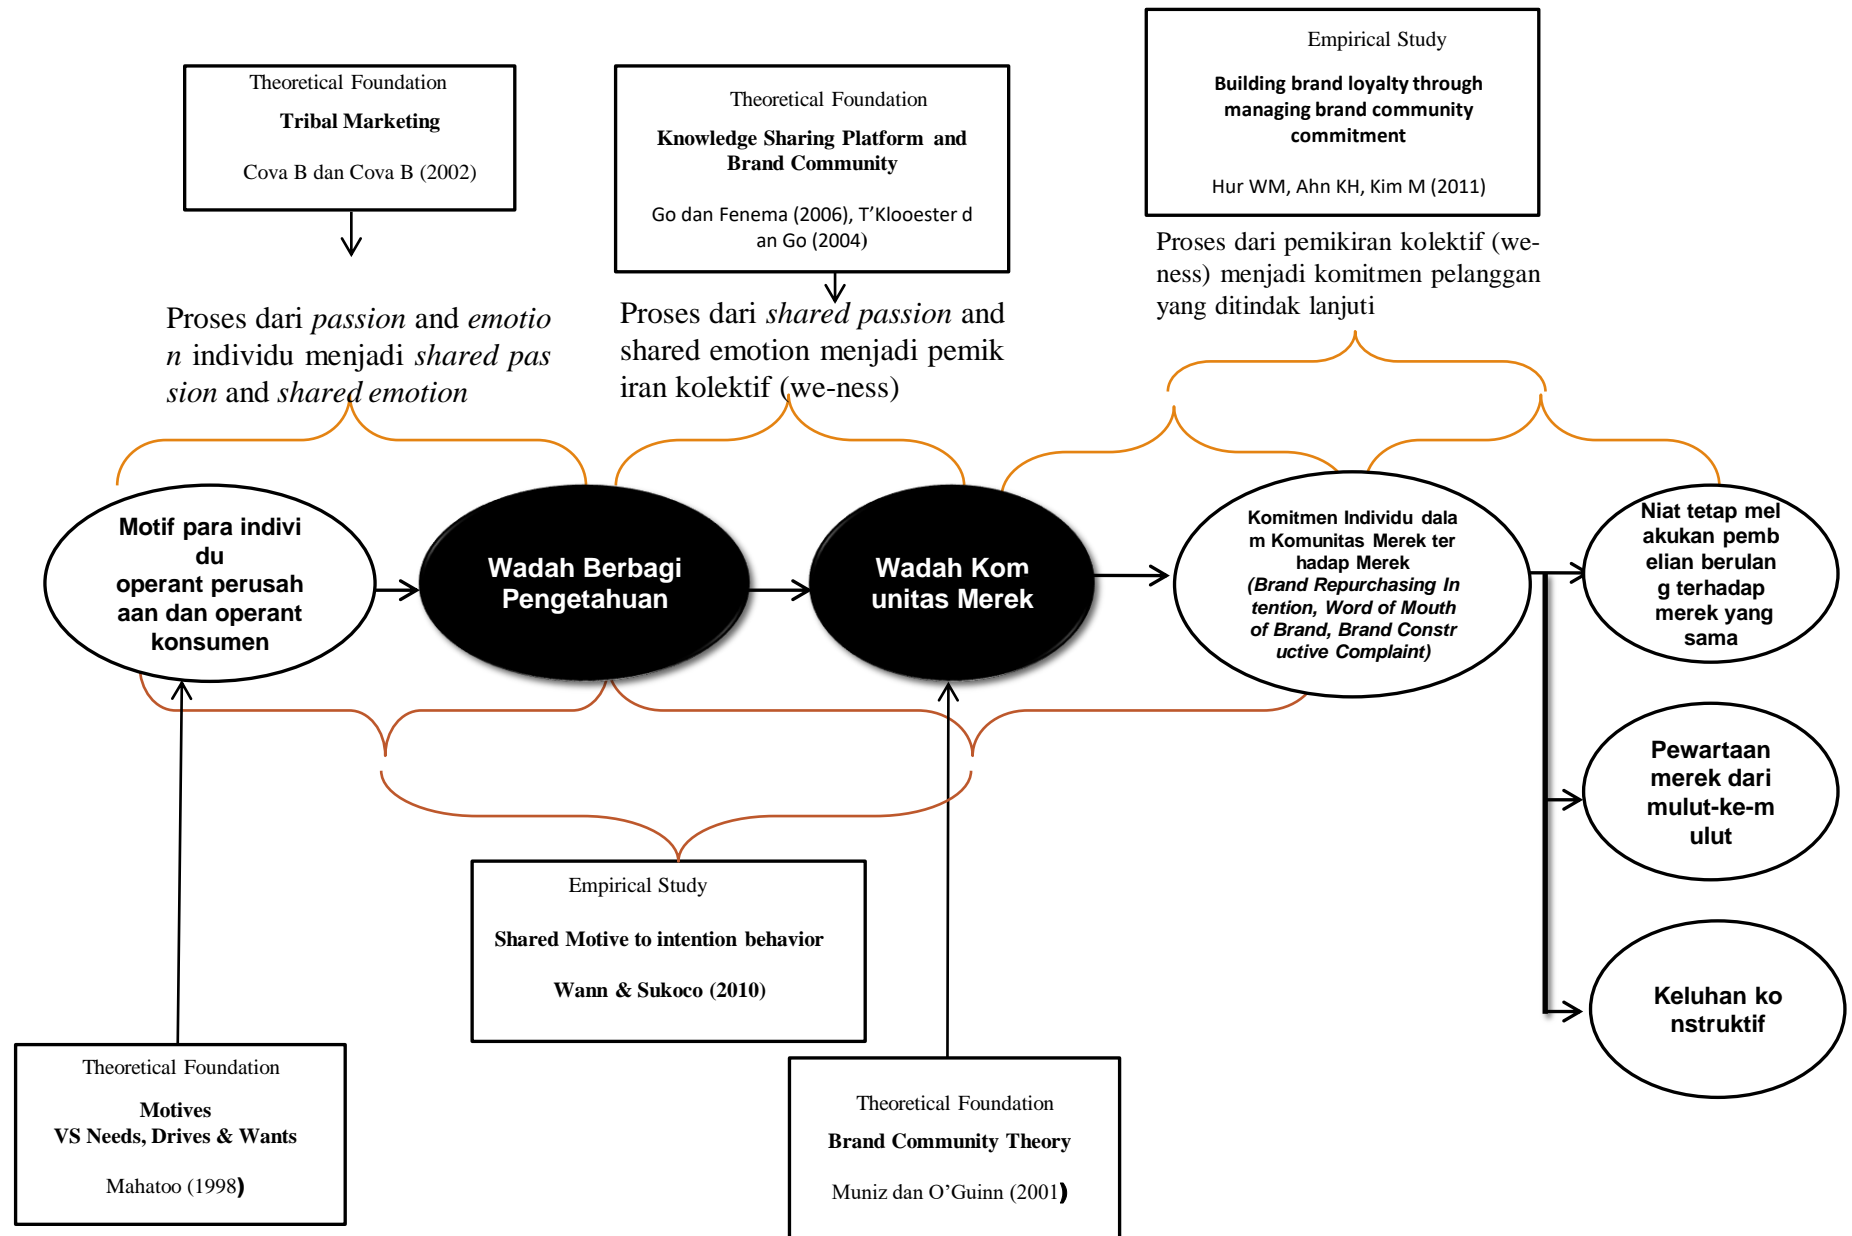 Theoretical Foundation
Tribal Marketing
Cova B dan Cova B (2002)
Theoretical Foundation
Knowledge Sharing Platform and
Brand Community
Go dan Fenema (2006), T’Klooester d
an Go (2004)
Empirical Study
Building brand loyalty through
managing brand community
commitment
Hur WM, Ahn KH, Kim M (2011)
Proses dari passion and emotio
n individu menjadi shared pas
sion and shared emotion
Proses dari shared passion and
shared emotion menjadi pemik
iran kolektif (we-ness)
Proses dari pemikiran kolektif (we-
ness) menjadi komitmen pelanggan
yang ditindak lanjuti
Motif para indivi
du
operant perusah
aan dan operant
konsumen
Wadah Berbagi
Pengetahuan
Wadah Kom
unitas Merek
Komitmen Individu dala
m Komunitas Merek ter
hadap Merek
(Brand Repurchasing In
tention, Word of Mouth
of Brand, Brand Constr
uctive Complaint)
Niat tetap mel
akukan pemb
elian berulan
g terhadap
merek yang
sama
Pewartaan
merek dari
mulut-ke-m
ulut
Keluhan ko
nstruktif
Empirical Study
Shared Motive to intention behavior
Wann & Sukoco (2010)
Theoretical Foundation
Motives
VS Needs, Drives & Wants
Mahatoo (1998)
Theoretical Foundation
Brand Community Theory
Muniz dan O’Guinn (2001)